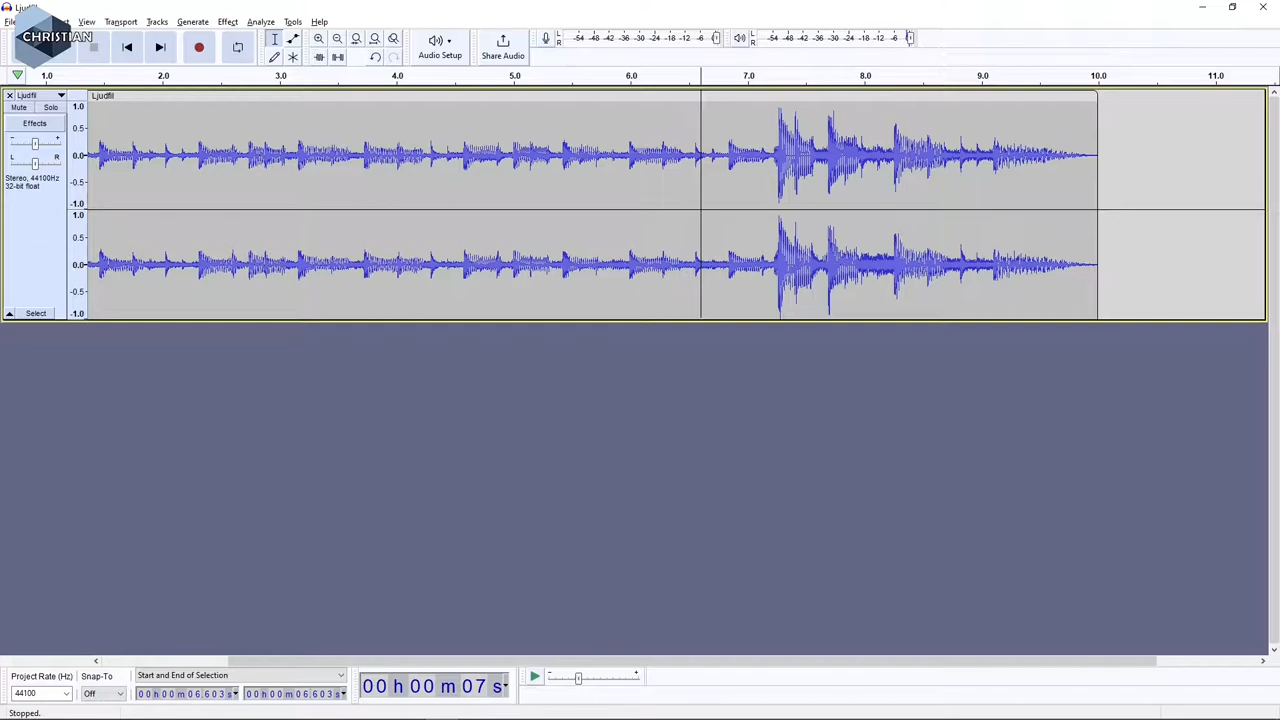 Ljudfil
View Transport Tracks Generate Effect Analyze Tools Help
CHRISTIAN
Audio Setup
Share Audio
L
R
-54 -48 -42 -36 -30 -24 -18 -12 -6
L
R
-54 -48 -42 -36 -30 -24 -18 -12 -6
1.0 2.0 3.0 4.0 5.0 6.0 7.0 8.0 9.0 10.0 11.0
Ljudfil
Ljudfil
Mute Solo
Effects
- +
L R
Stereo, 44100Hz
32-bit float
Select
1.0
0.5
0.0
-0.5
-1.0
1.0
0.5
0.0
-0.5
-1.0
Project Rate (Hz)
44100
Snap-To
Off
Start and End of Selection
00 h 00 m 06.603 s
00 h 00 m 06.603 s
00 h 00 m 07 s
- +
Stopped.